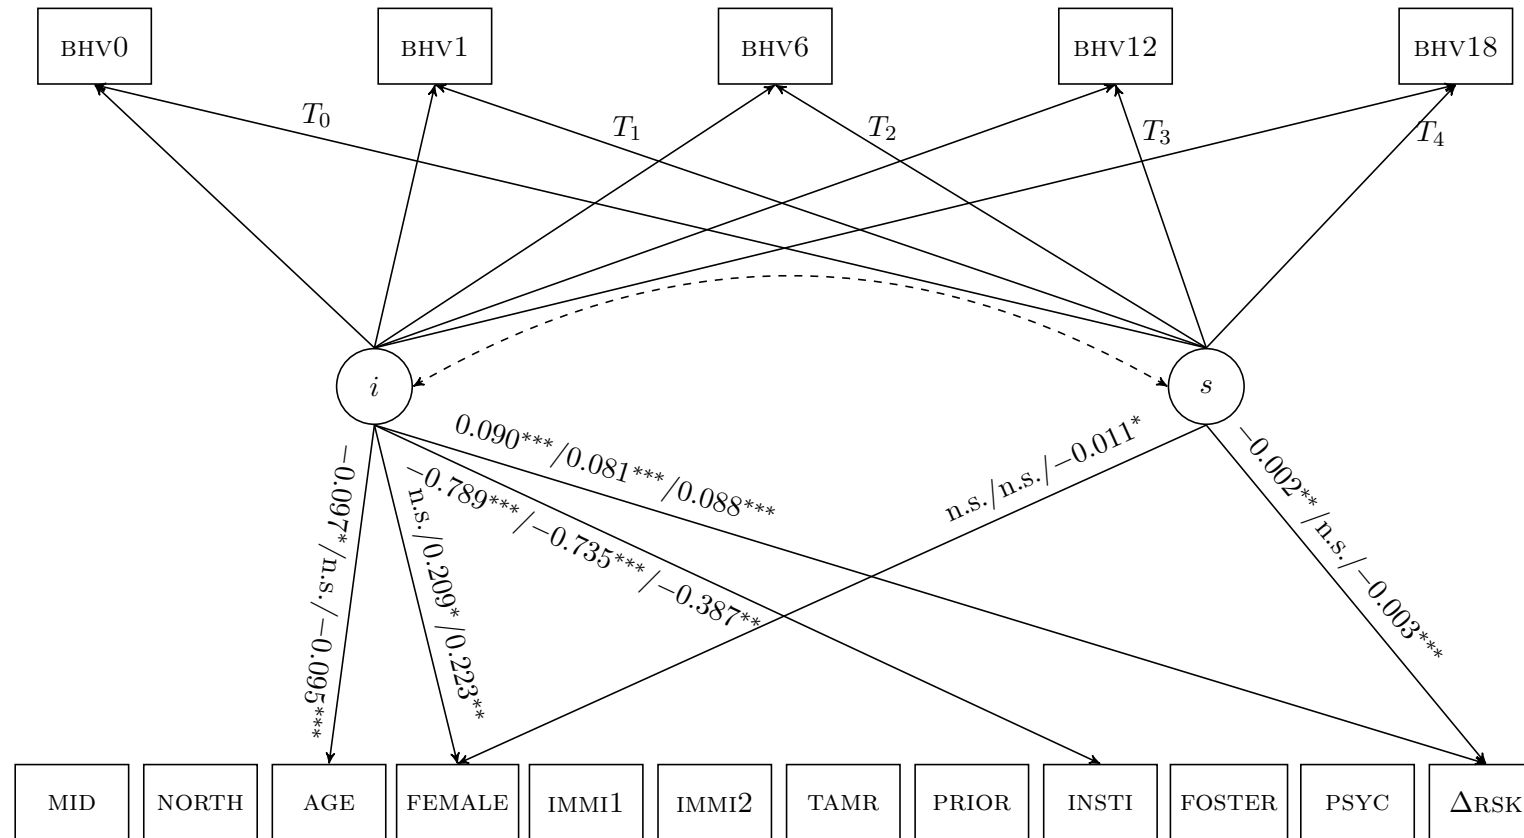 BHV0
BHV1
BHV6
BHV12
BHV18
T₀
T₁
T₂
T₃
T₄
i
s
−0.097*/n.s./−0.095***
n.s./0.209*/0.223**
−0.789***/−0.735***/−0.387**
0.090***/0.081***/0.088***
n.s./n.s./−0.011*
−0.002**/n.s./−0.003***
MID
NORTH
AGE
FEMALE
IMMI1
IMMI2
TAMR
PRIOR
INSTI
FOSTER
PSYC
ΔRSK